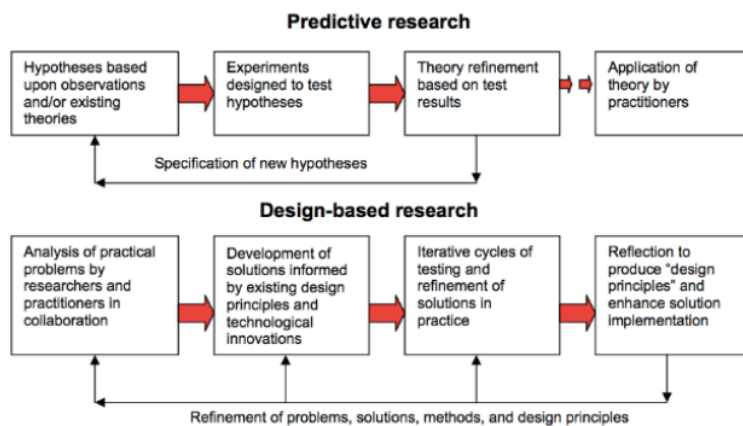 Predictive research
Hypotheses based
upon observations
and/or existing
theories
Experiments
designed to test
hypotheses
Theory refinement
based on test
results
Application of
theory by
practitioners
Specification of new hypotheses
Design-based research
Analysis of practical
problems by
researchers and
practitioners in
collaboration
Development of
solutions informed
by existing design
principles and
technological
innovations
Iterative cycles of
testing and
refinement of
solutions in
practice
Reflection to
produce “design
principles” and
enhance solution
implementation
Refinement of problems, solutions, methods, and design principles